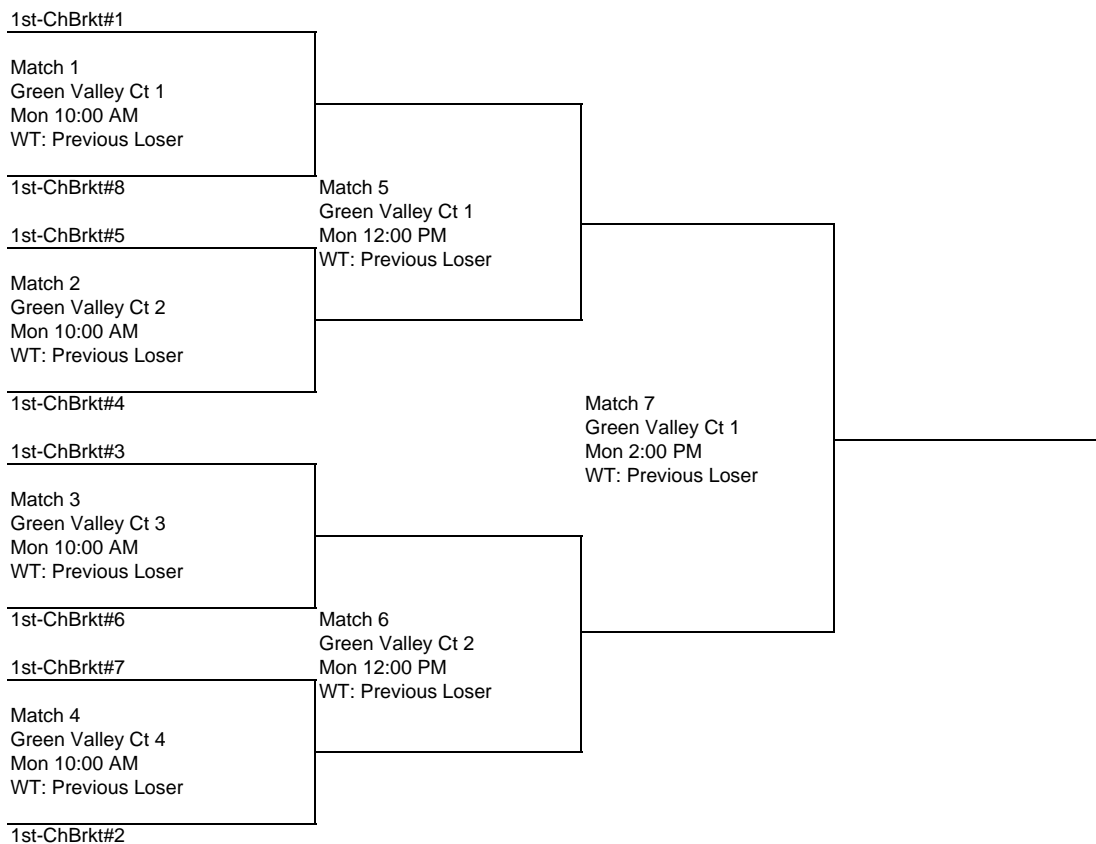 1st-ChBrkt#1
Match 1
Green Valley Ct 1
Mon 10:00 AM
WT: Previous Loser
1st-ChBrkt#8
1st-ChBrkt#5
Match 2
Green Valley Ct 2
Mon 10:00 AM
WT: Previous Loser
1st-ChBrkt#4
1st-ChBrkt#3
Match 3
Green Valley Ct 3
Mon 10:00 AM
WT: Previous Loser
1st-ChBrkt#6
1st-ChBrkt#7
Match 4
Green Valley Ct 4
Mon 10:00 AM
WT: Previous Loser
1st-ChBrkt#2
Match 5
Green Valley Ct 1
Mon 12:00 PM
WT: Previous Loser
Match 6
Green Valley Ct 2
Mon 12:00 PM
WT: Previous Loser
Match 7
Green Valley Ct 1
Mon 2:00 PM
WT: Previous Loser